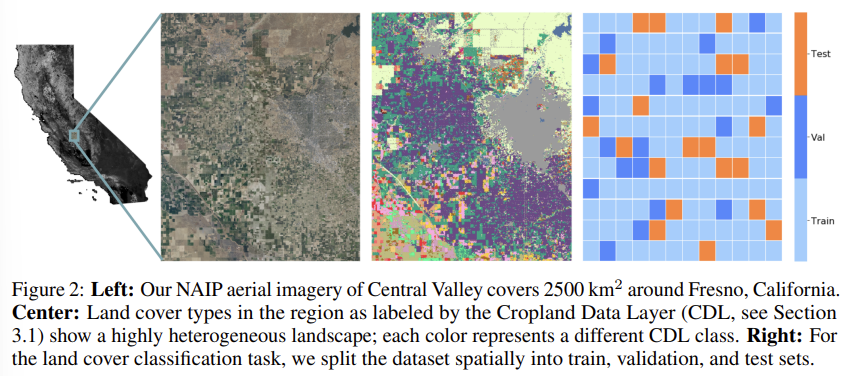 Test
Val
Train
Figure 2: Left: Our NAIP aerial imagery of Central Valley covers 2500 km² around Fresno, California.
Center: Land cover types in the region as labeled by the Cropland Data Layer (CDL, see Section
3.1) show a highly heterogeneous landscape; each color represents a different CDL class. Right: For
the land cover classification task, we split the dataset spatially into train, validation, and test sets.